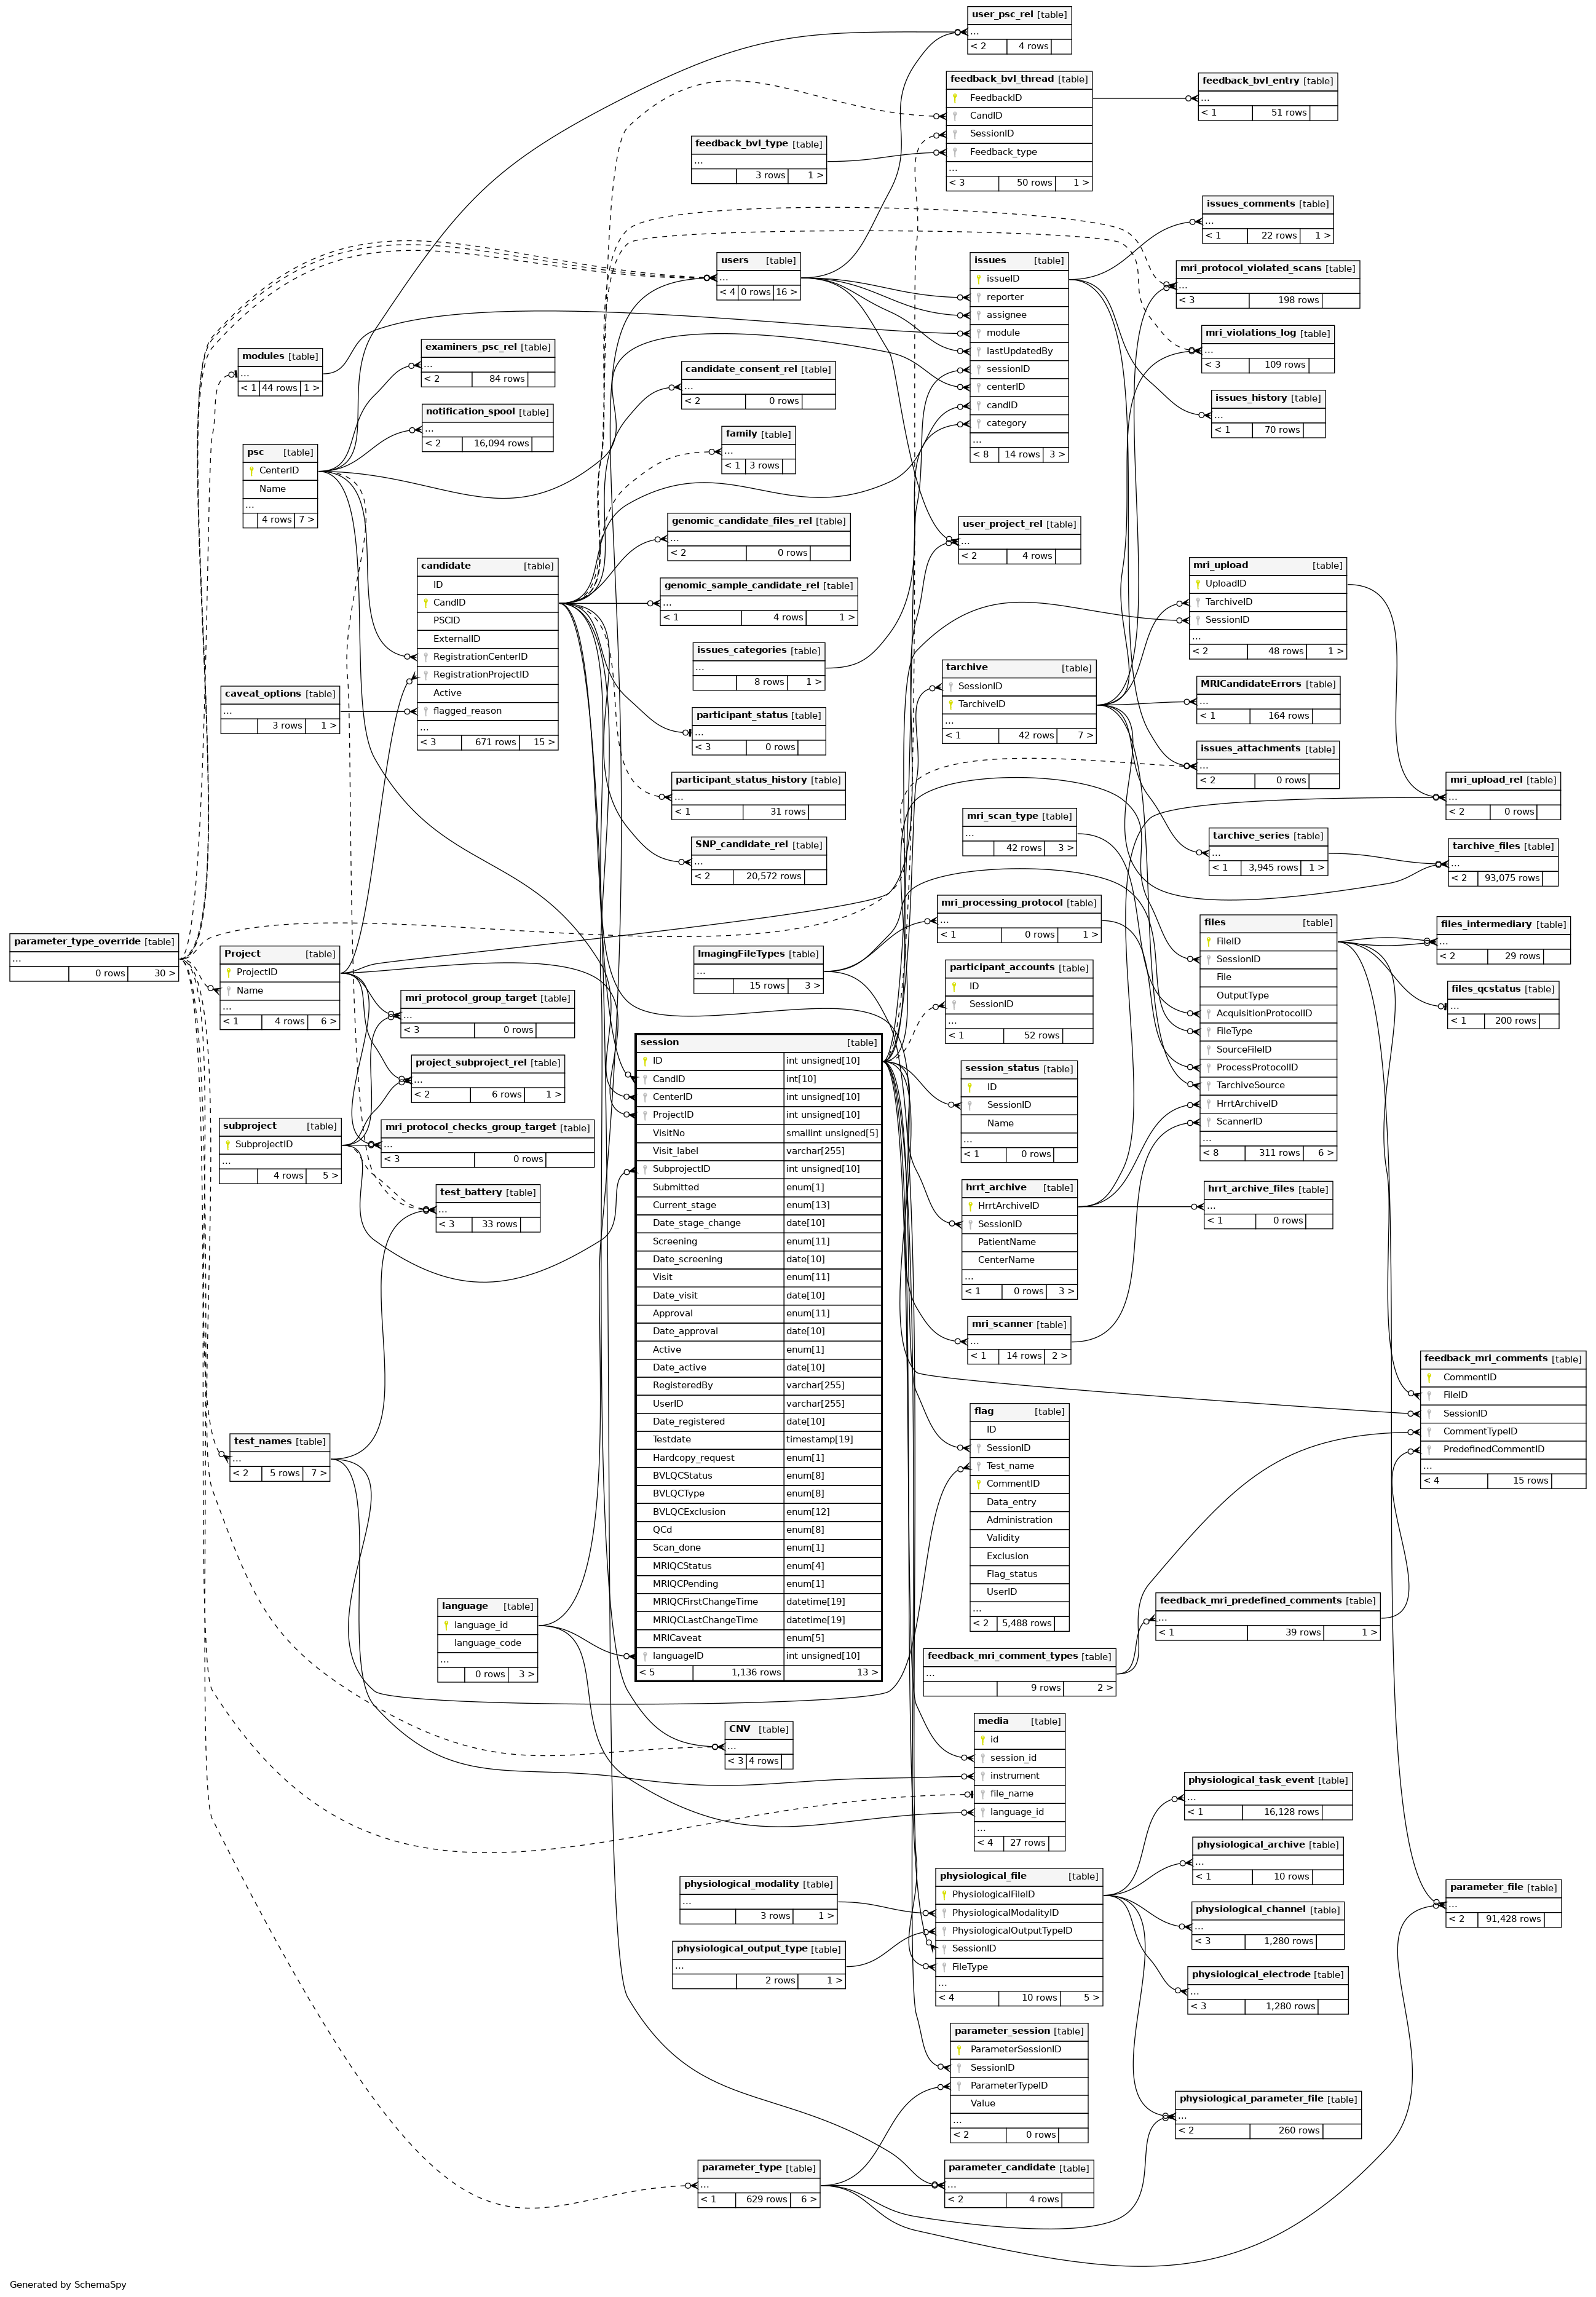 user_psc_rel [table]
...
< 2 4 rows
feedback_bvl_thread [table]
FeedbackID
CandID
SessionID
Feedback_type
...
< 3 50 rows 1 >
feedback_bvl_entry [table]
...
< 1 51 rows
feedback_bvl_type [table]
...
3 rows 1 >
issues_comments [table]
...
< 1 22 rows 1 >
users [table]
...
< 4 0 rows 16 >
issues [table]
issueID
reporter
assignee
module
lastUpdatedBy
sessionID
centerID
candID
category
...
< 8 14 rows 3 >
mri_protocol_violated_scans [table]
...
< 3 198 rows
mri_violations_log [table]
...
< 3 109 rows
issues_history [table]
...
< 1 70 rows
modules [table]
...
< 1 44 rows 1 >
examiners_psc_rel [table]
...
< 2 84 rows
candidate_consent_rel [table]
...
< 2 0 rows
notification_spool [table]
...
< 2 16,094 rows
family [table]
...
< 1 3 rows
psc [table]
CenterID
Name
...
4 rows 7 >
genomic_candidate_files_rel [table]
...
< 2 0 rows
user_project_rel [table]
...
< 2 4 rows
candidate [table]
ID
CandID
PSCID
ExternalID
RegistrationCenterID
RegistrationProjectID
Active
flagged_reason
...
< 3 671 rows 15 >
genomic_sample_candidate_rel [table]
...
< 1 4 rows 1 >
mri_upload [table]
UploadID
TarchiveID
SessionID
...
< 2 48 rows 1 >
issues_categories [table]
...
8 rows 1 >
tarchive [table]
SessionID
TarchiveID
...
< 1 42 rows 7 >
MRICandidateErrors [table]
...
< 1 164 rows
caveat_options [table]
...
3 rows 1 >
participant_status [table]
...
< 3 0 rows
issues_attachments [table]
...
< 2 0 rows
participant_status_history [table]
...
< 1 31 rows
mri_upload_rel [table]
...
< 2 0 rows
mri_scan_type [table]
...
42 rows 3 >
tarchive_series [table]
...
< 1 3,945 rows 1 >
tarchive_files [table]
...
< 2 93,075 rows
SNP_candidate_rel [table]
...
< 2 20,572 rows
mri_processing_protocol [table]
...
< 1 0 rows 1 >
files [table]
FileID
SessionID
File
OutputType
AcquisitionProtocolID
FileType
SourceFileID
ProcessProtocolID
TarchiveSource
HrrtArchiveID
ScannerID
...
< 8 311 rows 6 >
files_intermediary [table]
...
< 2 29 rows
files_qcstatus [table]
...
< 1 200 rows
parameter_type_override [table]
...
0 rows 30 >
Project [table]
ProjectID
Name
...
< 1 4 rows 6 >
ImagingFileTypes [table]
...
15 rows 3 >
participant_accounts [table]
ID
SessionID
...
< 1 52 rows
mri_protocol_group_target [table]
...
< 3 0 rows
project_subproject_rel [table]
...
< 2 6 rows 1 >
session [table]
ID int unsigned[10]
CandID int[10]
CenterID int unsigned[10]
ProjectID int unsigned[10]
VisitNo smallint unsigned[5]
Visit_label varchar[255]
SubprojectID int unsigned[10]
Submitted enum[1]
Current_stage enum[13]
Date_stage_change date[10]
Screening enum[11]
Date_screening date[10]
Visit enum[11]
Date_visit date[10]
Approval enum[11]
Date_approval date[10]
Active enum[1]
Date_active date[10]
RegisteredBy varchar[255]
UserID varchar[255]
Date_registered date[10]
Testdate timestamp[19]
Hardcopy_request enum[1]
BVLQCStatus enum[8]
BVLQCType enum[8]
BVLQCExclusion enum[12]
QCd enum[8]
Scan_done enum[1]
MRIQCStatus enum[4]
MRIQCPending enum[1]
MRIQCFirstChangeTime datetime[19]
MRIQCLastChangeTime datetime[19]
MRICaveat enum[5]
languageID int unsigned[10]
< 5 1,136 rows 13 >
session_status [table]
ID
SessionID
Name
...
< 1 0 rows
subproject [table]
SubprojectID
...
4 rows 5 >
mri_protocol_checks_group_target [table]
...
< 3 0 rows
test_battery [table]
...
< 3 33 rows
hrrt_archive [table]
HrrtArchiveID
SessionID
PatientName
CenterName
...
< 1 0 rows 3 >
hrrt_archive_files [table]
...
< 1 0 rows
mri_scanner [table]
...
< 1 14 rows 2 >
feedback_mri_comments [table]
CommentID
FileID
SessionID
CommentTypeID
PredefinedCommentID
...
< 4 15 rows
flag [table]
ID
SessionID
Test_name
CommentID
Data_entry
Administration
Validity
Exclusion
Flag_status
UserID
...
< 2 5,488 rows
test_names [table]
...
< 2 5 rows 7 >
language [table]
language_id
language_code
...
0 rows 3 >
feedback_mri_predefined_comments [table]
...
< 1 39 rows 1 >
feedback_mri_comment_types [table]
...
9 rows 2 >
CNV [table]
...
< 3 4 rows
media [table]
id
session_id
instrument
file_name
language_id
...
< 4 27 rows
physiological_task_event [table]
...
< 1 16,128 rows
physiological_archive [table]
...
< 1 10 rows
physiological_modality [table]
...
3 rows 1 >
physiological_file [table]
PhysiologicalFileID
PhysiologicalModalityID
PhysiologicalOutputTypeID
SessionID
FileType
...
< 4 10 rows 5 >
physiological_channel [table]
...
< 3 1,280 rows
parameter_file [table]
...
< 2 91,428 rows
physiological_output_type [table]
...
2 rows 1 >
physiological_electrode [table]
...
< 3 1,280 rows
parameter_session [table]
ParameterSessionID
SessionID
ParameterTypeID
Value
...
< 2 0 rows
physiological_parameter_file [table]
...
< 2 260 rows
parameter_type [table]
...
< 1 629 rows 6 >
parameter_candidate [table]
...
< 2 4 rows
Generated by SchemaSpy